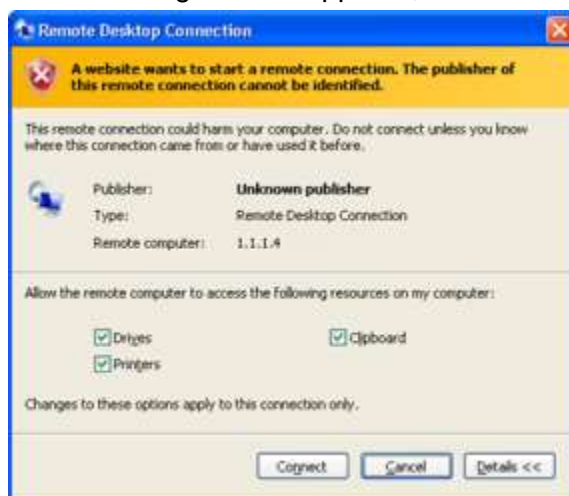 Remote Desktop Connection
A website wants to start a remote connection. The publisher of
this remote connection cannot be identified.
This remote connection could harm your computer. Do not connect unless you know
where this connection came from or have used it before.
Publisher: Unknown publisher
Type: Remote Desktop Connection
Remote computer: 1.1.1.4
Allow the remote computer to access the following resources on my computer:
Drives Clipboard
Printers
Changes to these options apply to this connection only.
Connect Cancel Details <<